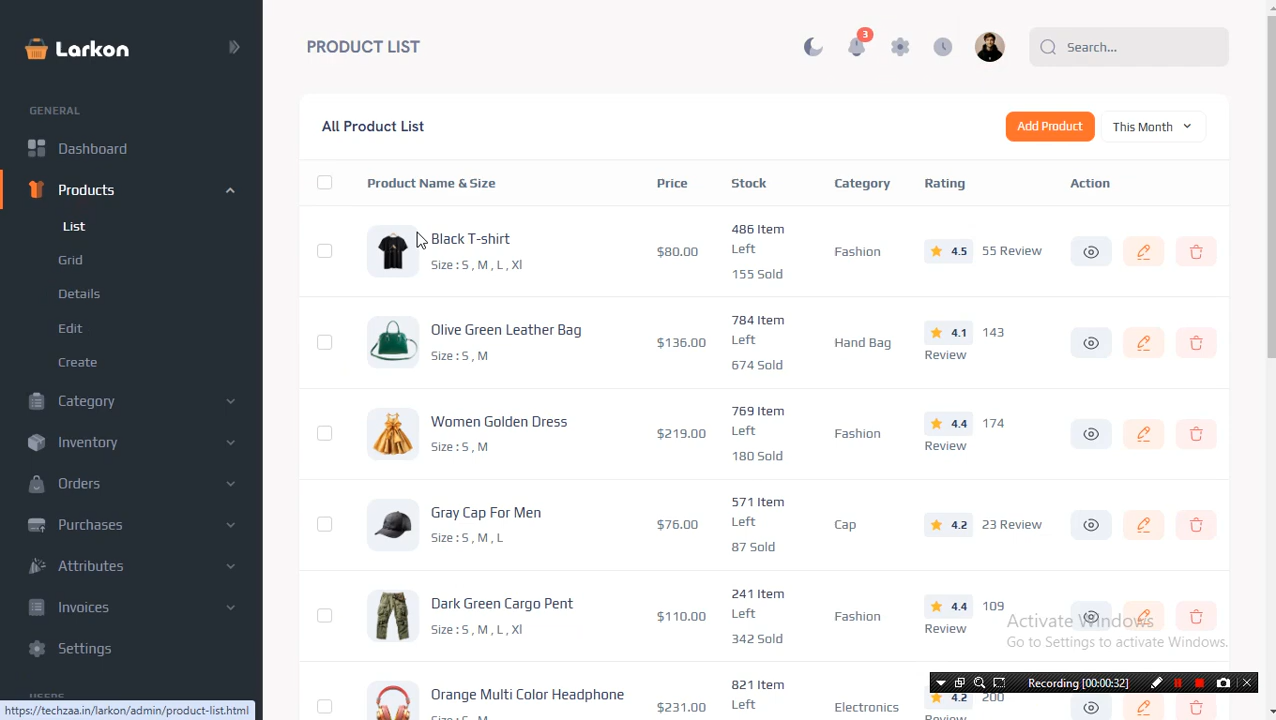 Larkon
PRODUCT LIST
3
Search...
GENERAL
Dashboard
Products
List
Grid
Details
Edit
Create
Category
Inventory
Orders
Purchases
Attributes
Invoices
Settings
USERS
All Product List
Add Product
This Month
Product Name & Size Price Stock Category Rating Action
Black T-shirt
Size : S , M , L , Xl
$80.00
486 Item
Left
155 Sold
Fashion
4.5 55 Review
Olive Green Leather Bag
Size : S , M
$136.00
784 Item
Left
674 Sold
Hand Bag
4.1 143
Review
Women Golden Dress
Size : S , M
$219.00
769 Item
Left
180 Sold
Fashion
4.4 174
Review
Gray Cap For Men
Size : S , M , L
$76.00
571 Item
Left
87 Sold
Cap
4.2 23 Review
Dark Green Cargo Pent
Size : S , M , L , Xl
$110.00
241 Item
Left
342 Sold
Fashion
4.4 109
Review
Orange Multi Color Headphone
Size : S , M
$231.00
821 Item
Left
Electronics
4.2 200
Review
Activate Windows
Go to Settings to activate Windows.
Recording [00:00:32]
https://techzaa.in/larkon/admin/product-list.html